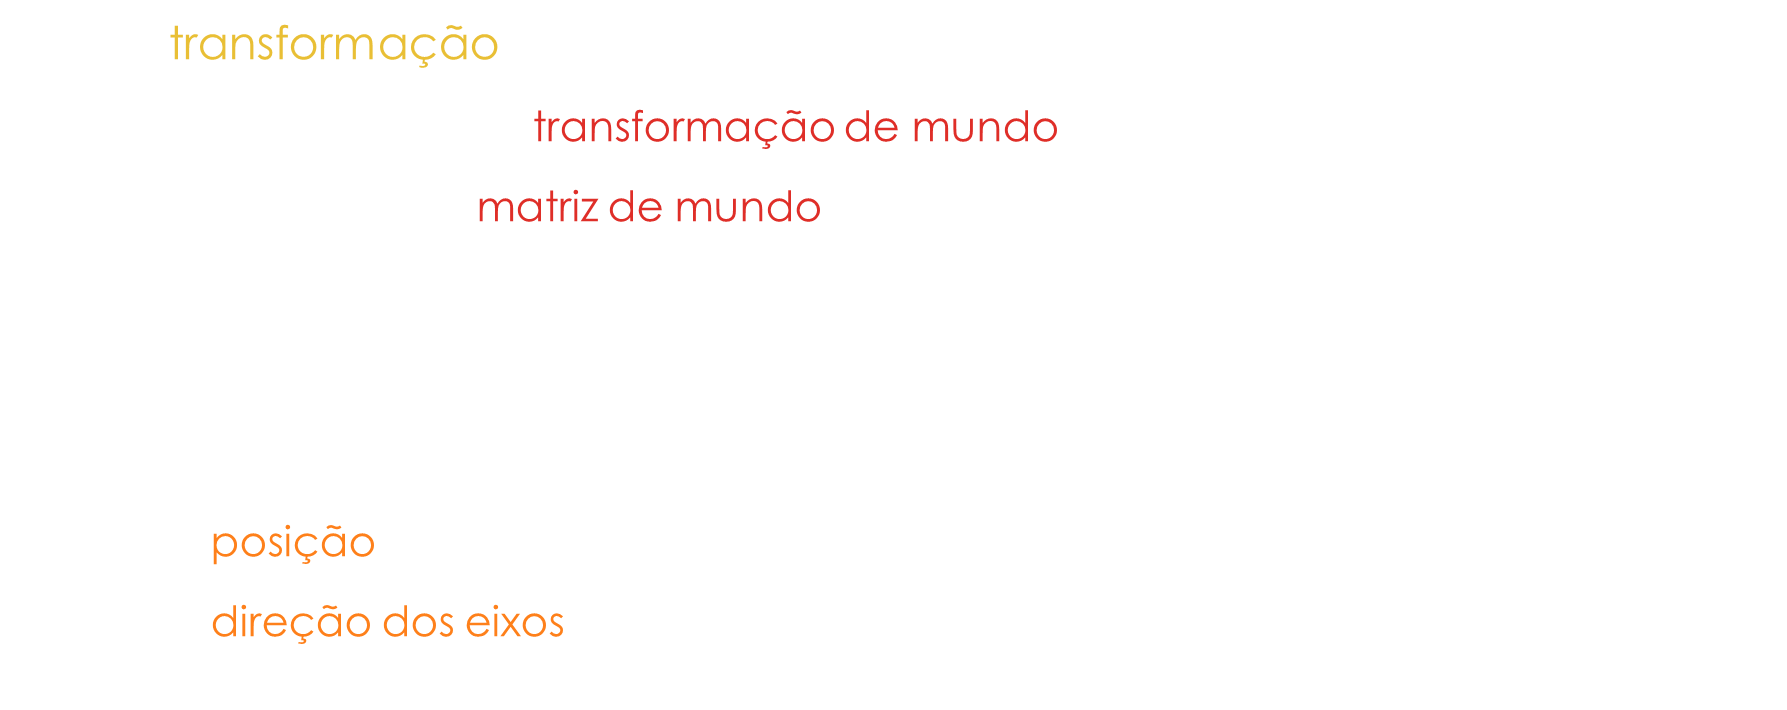 transformação
transformação de mundo
matriz de mundo
posição
direção dos eixos